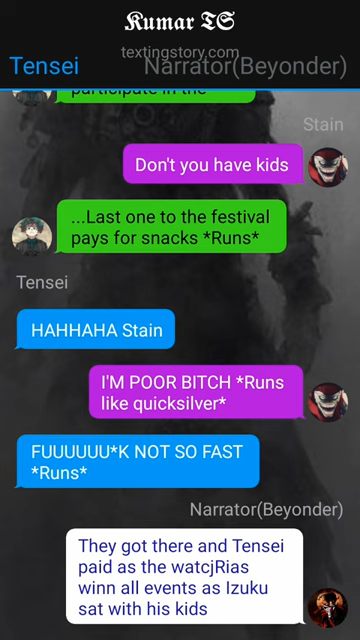 Kumar TS
textingstory.com
Tensei
Narrator(Beyonder)
participate in the
Stain
Don't you have kids
...Last one to the festival
pays for snacks *Runs*
Tensei
HAHHAHA Stain
I'M POOR BITCH *Runs
like quicksilver*
FUUUUUU*K NOT SO FAST
*Runs*
Narrator(Beyonder)
They got there and Tensei
paid as the watcjRias
winn all events as Izuku
sat with his kids